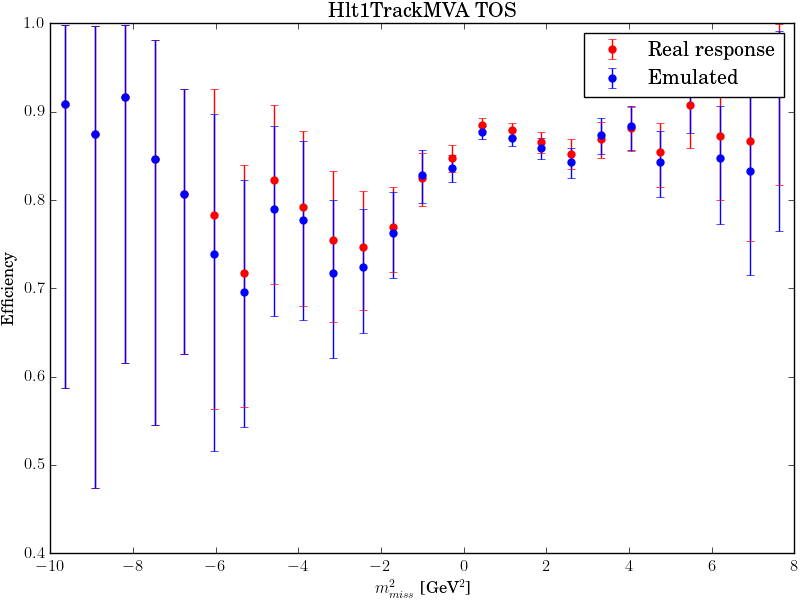 Hlt1TrackMVA TOS
1.0
0.9
0.8
0.7
0.6
0.5
0.4
Efficiency
Real response
Emulated
−10 −8 −6 −4 −2 0 2 4 6 8
m²ₘᵢₛₛ [GeV²]